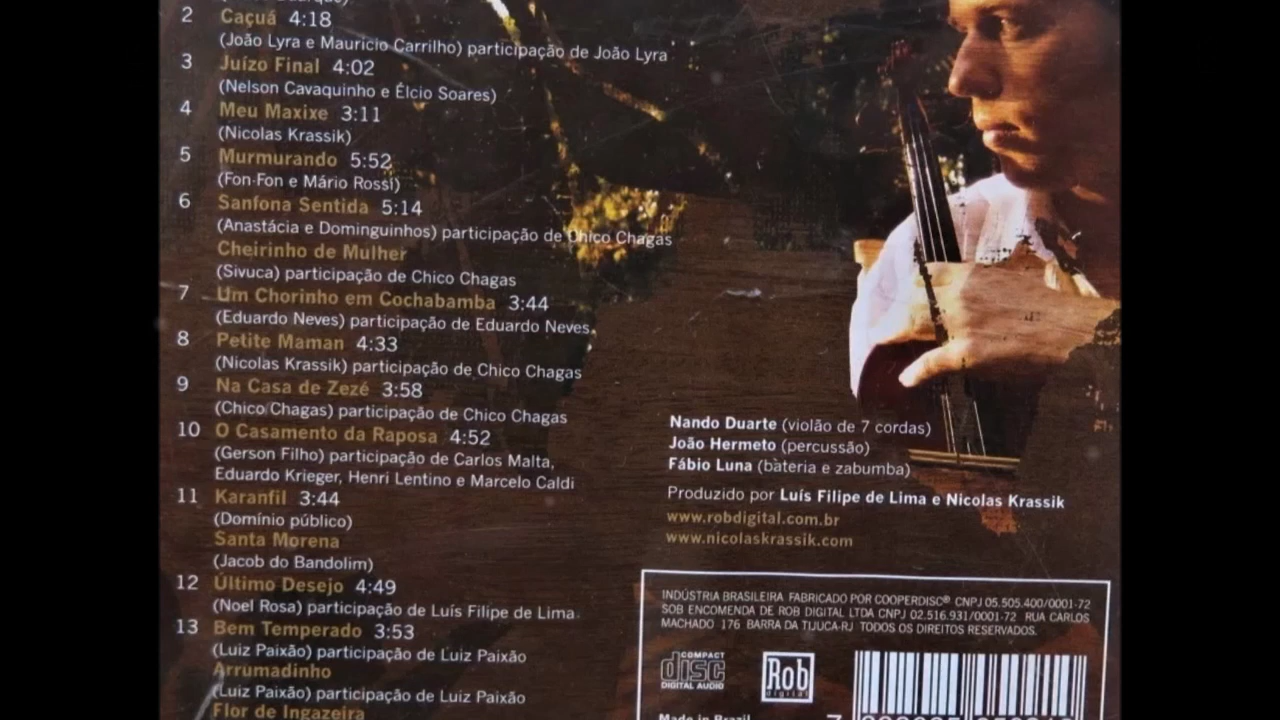 2 Caçuá 4:18
(João Lyra e Mauricio Carrilho) participação de João Lyra
3 Juízo Final 4:02
(Nelson Cavaquinho e Élcio Soares)
4 Meu Maxixe 3:11
(Nicolas Krassik)
5 Murmurando 5:52
(Fon-Fon e Mário Rossi)
6 Sanfona Sentida 5:14
(Anastácia e Dominguinhos) participação de Chico Chagas
Cheirinho de Mulher
(Sivuca) participação de Chico Chagas
7 Um Chorinho em Cochabamba 3:44
(Eduardo Neves) participação de Eduardo Neves
8 Petite Maman 4:33
(Nicolas Krassik) participação de Chico Chagas
9 Na Casa de Zezé 3:58
(Chico Chagas) participação de Chico Chagas
10 O Casamento da Raposa 4:52
(Gerson Filho) participação de Carlos Malta,
Eduardo Krieger, Henri Lentino e Marcelo Caldi
11 Karanfil 3:44
(Domínio público)
Santa Morena
(Jacob do Bandolim)
12 Último Desejo 4:49
(Noel Rosa) participação de Luís Filipe de Lima
13 Bem Temperado 3:53
(Luiz Paixão) participação de Luiz Paixão
Arrumadinho
(Luiz Paixão) participação de Luiz Paixão
Flor de Ingazeira
Nando Duarte (violão de 7 cordas)
João Hermeto (percussão)
Fábio Luna (bateria e zabumba)
Produzido por Luís Filipe de Lima e Nicolas Krassik
www.robdigital.com.br
www.nicolaskrassik.com
INDÚSTRIA BRASILEIRA FABRICADO POR COOPERDISC® CNPJ 05.505.400/0001-72
SOB ENCOMENDA DE ROB DIGITAL LTDA CNPJ 02.516.931/0001-72 RUA CARLOS
MACHADO 176 BARRA DA TIJUCA-RJ TODOS OS DIREITOS RESERVADOS.
COMPACT
disc
DIGITAL AUDIO
Rob
digital
Made in Brazil